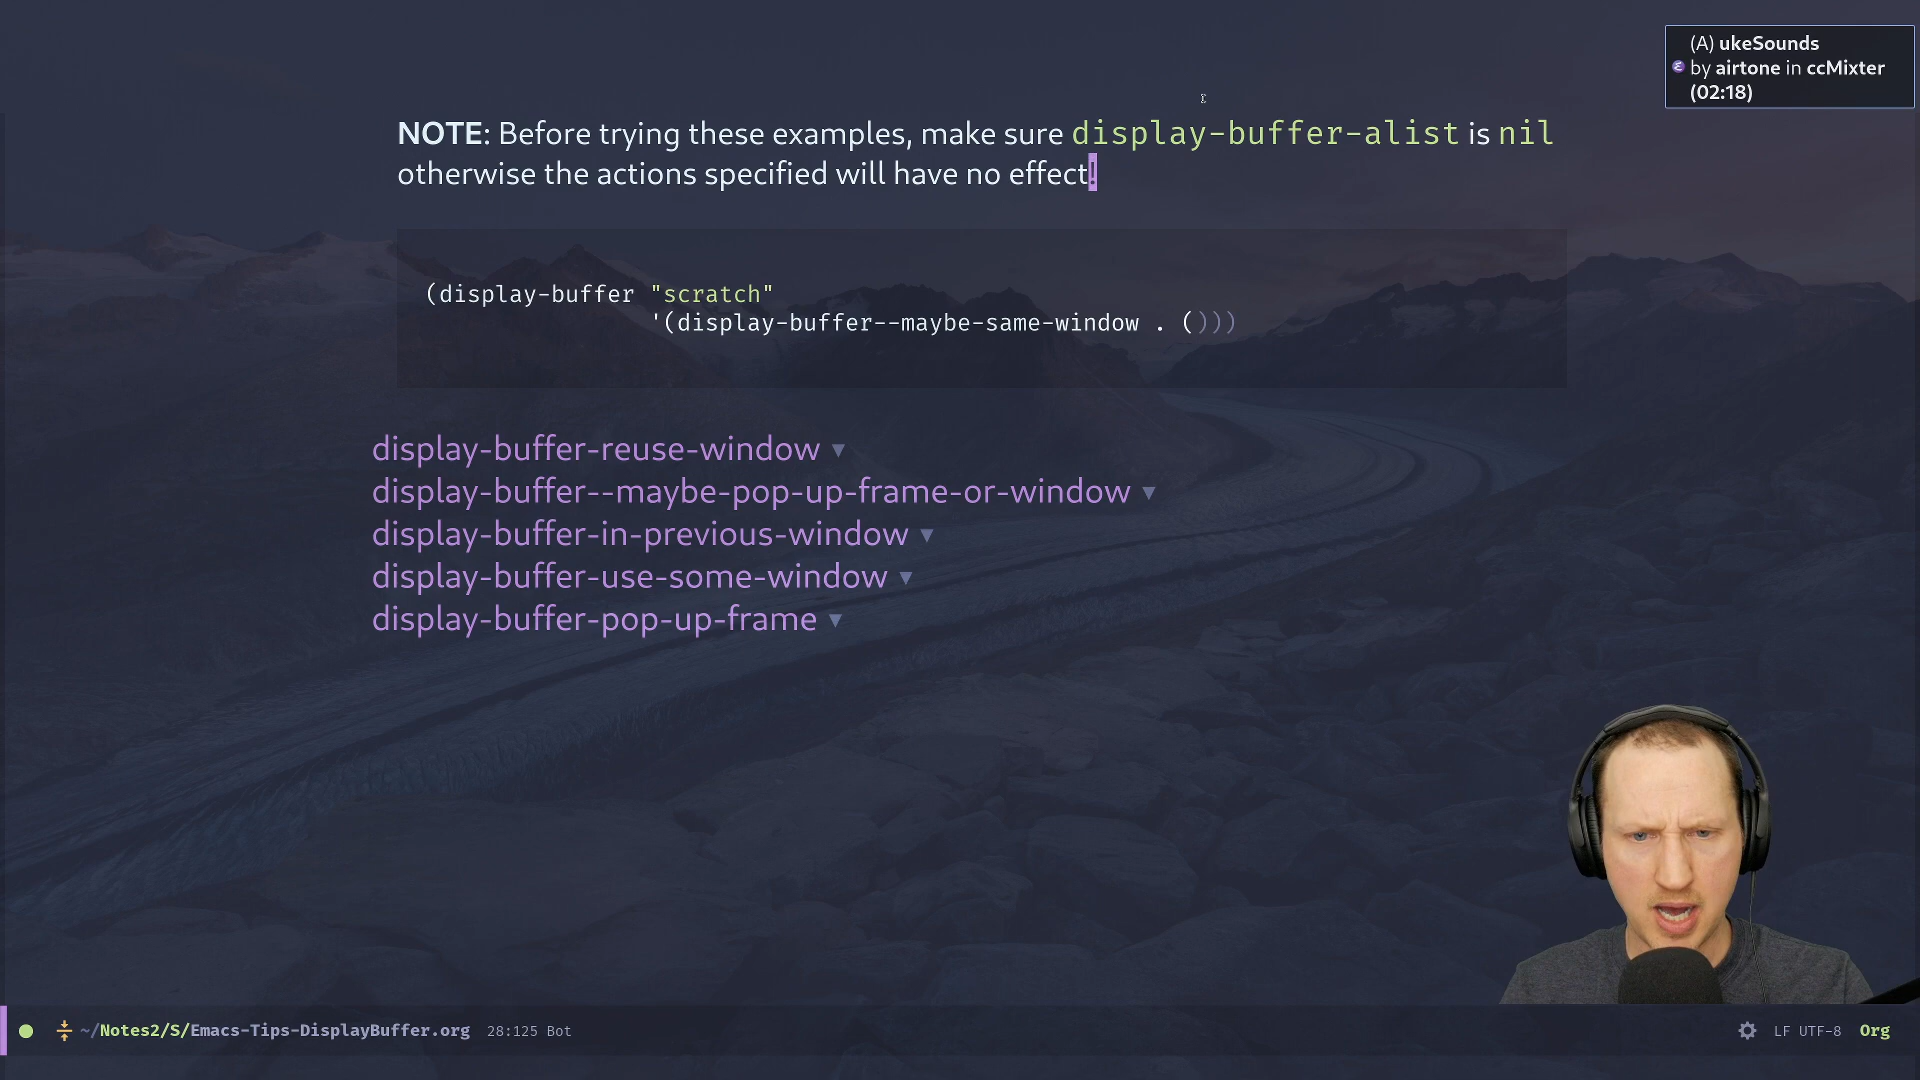 (A) ukeSounds
by airtone in ccMixter
(02:18)
NOTE: Before trying these examples, make sure display-buffer-alist is nil
otherwise the actions specified will have no effect!
(display-buffer "scratch"
'(display-buffer--maybe-same-window . ()))
display-buffer-reuse-window ▾
display-buffer--maybe-pop-up-frame-or-window ▾
display-buffer-in-previous-window ▾
display-buffer-use-some-window ▾
display-buffer-pop-up-frame ▾
~/Notes2/S/Emacs-Tips-DisplayBuffer.org 28:125 Bot
LF UTF-8 Org